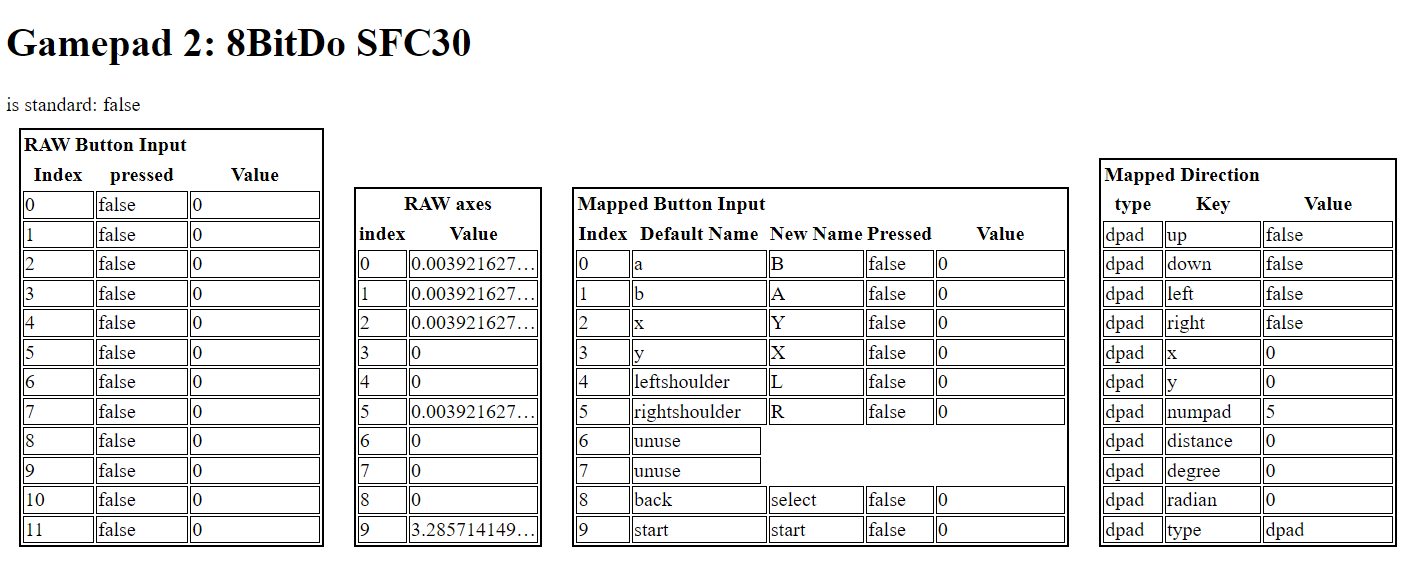 Gamepad 2: 8BitDo SFC30
is standard: false
RAW Button Input
Index pressed Value
0 false 0
1 false 0
2 false 0
3 false 0
4 false 0
5 false 0
6 false 0
7 false 0
8 false 0
9 false 0
10 false 0
11 false 0
RAW axes
index Value
0 0.003921627…
1 0.003921627…
2 0.003921627…
3 0
4 0
5 0.003921627…
6 0
7 0
8 0
9 3.285714149…
Mapped Button Input
Index Default Name New Name Pressed Value
0 a B false 0
1 b A false 0
2 x Y false 0
3 y X false 0
4 leftshoulder L false 0
5 rightshoulder R false 0
6 unuse
7 unuse
8 back select false 0
9 start start false 0
Mapped Direction
type Key Value
dpad up false
dpad down false
dpad left false
dpad right false
dpad x 0
dpad y 0
dpad numpad 5
dpad distance 0
dpad degree 0
dpad radian 0
dpad type dpad